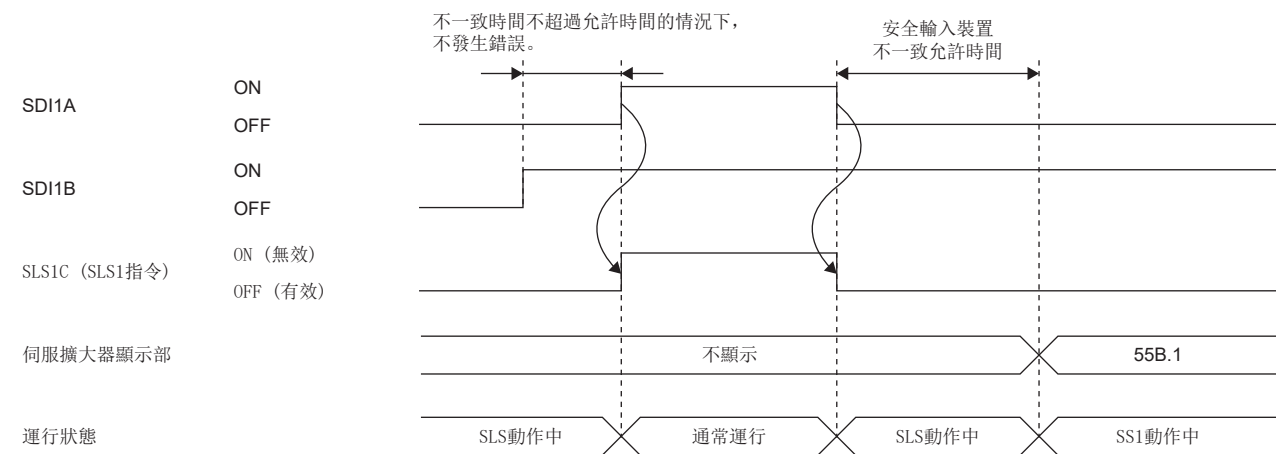 不一致時間不超過允許時間的情況下，
不發生錯誤。
安全輸入裝置
不一致允許時間
SDI1A
ON
OFF
SDI1B
ON
OFF
SLS1C (SLS1指令)
ON (無效)
OFF (有效)
伺服擴大器顯示部
不顯示
55B.1
運行狀態
SLS動作中
通常運行
SLS動作中
SS1動作中